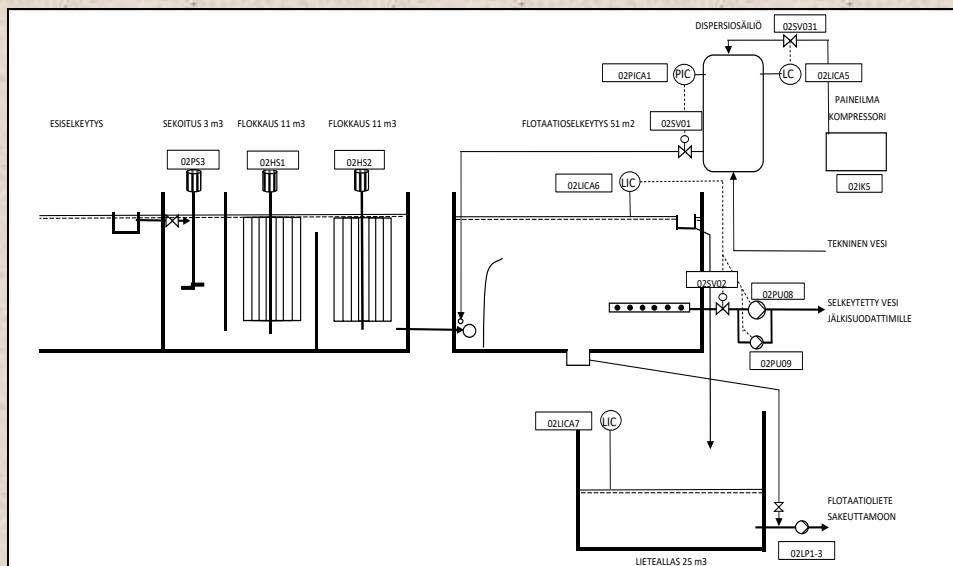 DISPERSIOSÄILIÖ
02SV031
02PICA1
PIC
LC
02LICA5
PAINEILMA
KOMPRESSORI
02IK5
ESISELKEYTYS
SEKOITUS 3 m3
FLOKKAUS 11 m3
FLOKKAUS 11 m3
FLOTAATIOSELKEYTYS 51 m2
02SV01
02PS3
02HS1
02HS2
02LICA6
LIC
TEKNINEN VESI
02SV02
02PU08
SELKEYTETTY VESI
JÄLKISUODATTIMILLE
02PU09
02LICA7
LIC
FLOTAATIOLIETE
SAKEUTTAMOON
02LP1-3
LIETEALLAS 25 m3